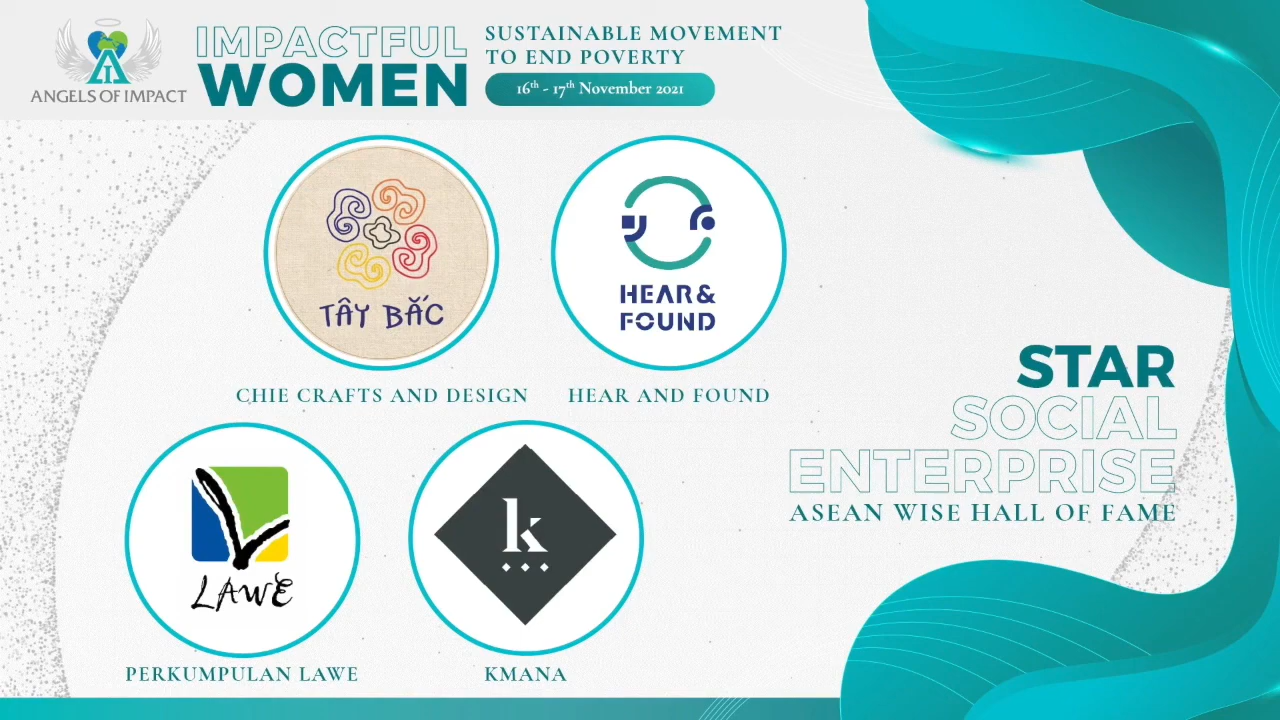 ANGELS OF IMPACT
IMPACTFUL
WOMEN
SUSTAINABLE MOVEMENT
TO END POVERTY
16th - 17th November 2021
TÂY BẮC
HEAR&
FOUND
CHIE CRAFTS AND DESIGN
HEAR AND FOUND
LAWE
k
PERKUMPULAN LAWE
KMANA
STAR
SOCIAL
ENTERPRISE
ASEAN WISE HALL OF FAME